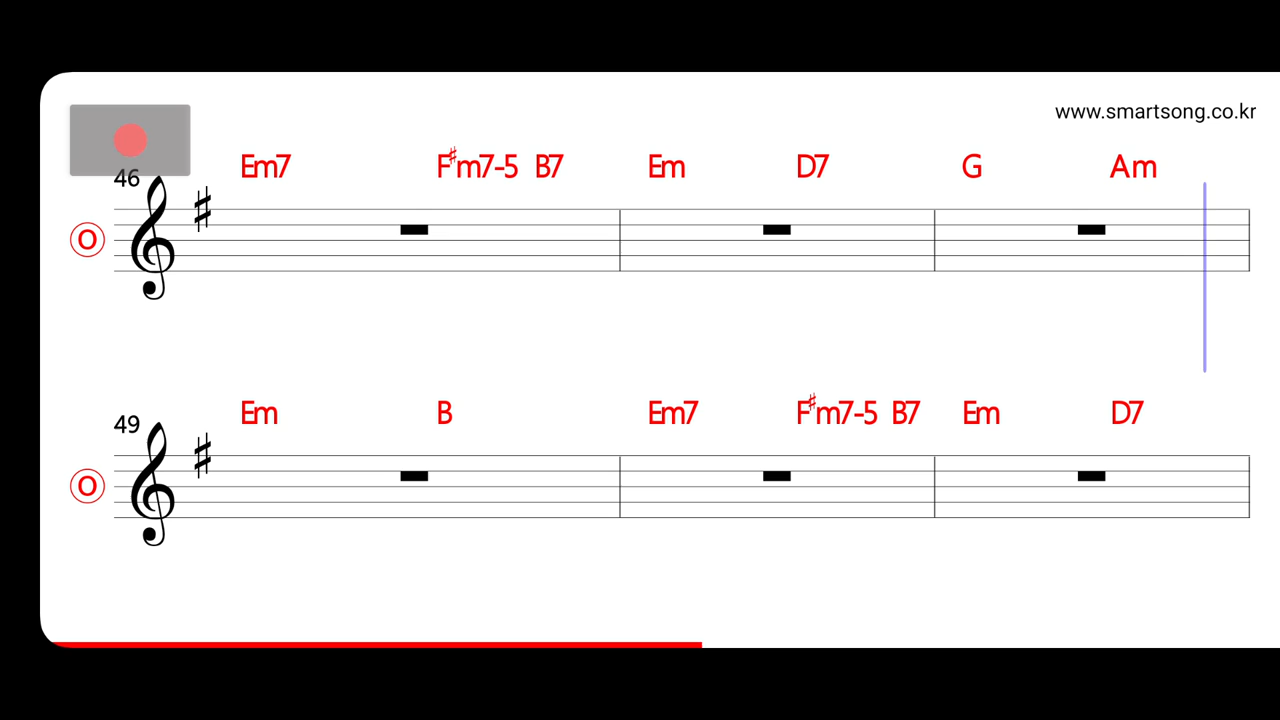 www.smartsong.co.kr
Em7 F♯m7-5 B7 Em D7 G Am
46
O
Em B Em7 F♯m7-5 B7 Em D7
49
O